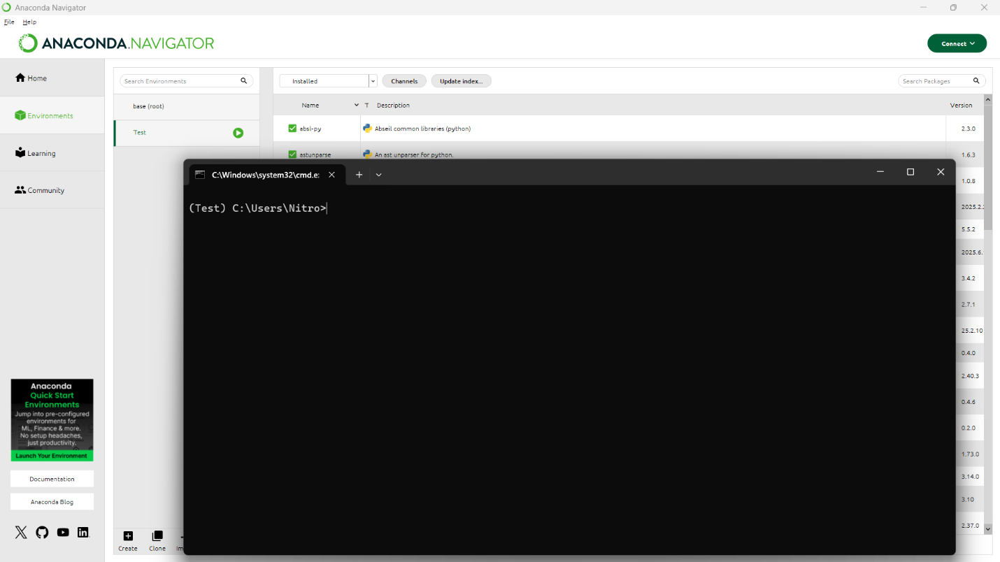 Anaconda Navigator
File Help
ANACONDA.NAVIGATOR
Connect
Home
Environments
Learning
Community
Anaconda
Quick Start
Environments
Jump into pre-configured
environments for
ML, Finance & more.
No setup headaches,
just productivity.
Launch Your Environment
Documentation
Anaconda Blog
Search Environments
base (root)
Test
Create
Clone
Installed
Channels
Update index...
Search Packages
Name T Description Version
absl-py Abseil common libraries (python) 2.3.0
astunparse An ast unparser for python. 1.6.3
1.0.8
2025.2.
5.5.2
2025.6.
3.4.2
2.7.1
25.2.10
0.4.0
2.40.3
0.4.6
0.2.0
1.73.0
3.14.0
3.10
2.37.0
C:\Windows\system32\cmd.e
(Test) C:\Users\Nitro>